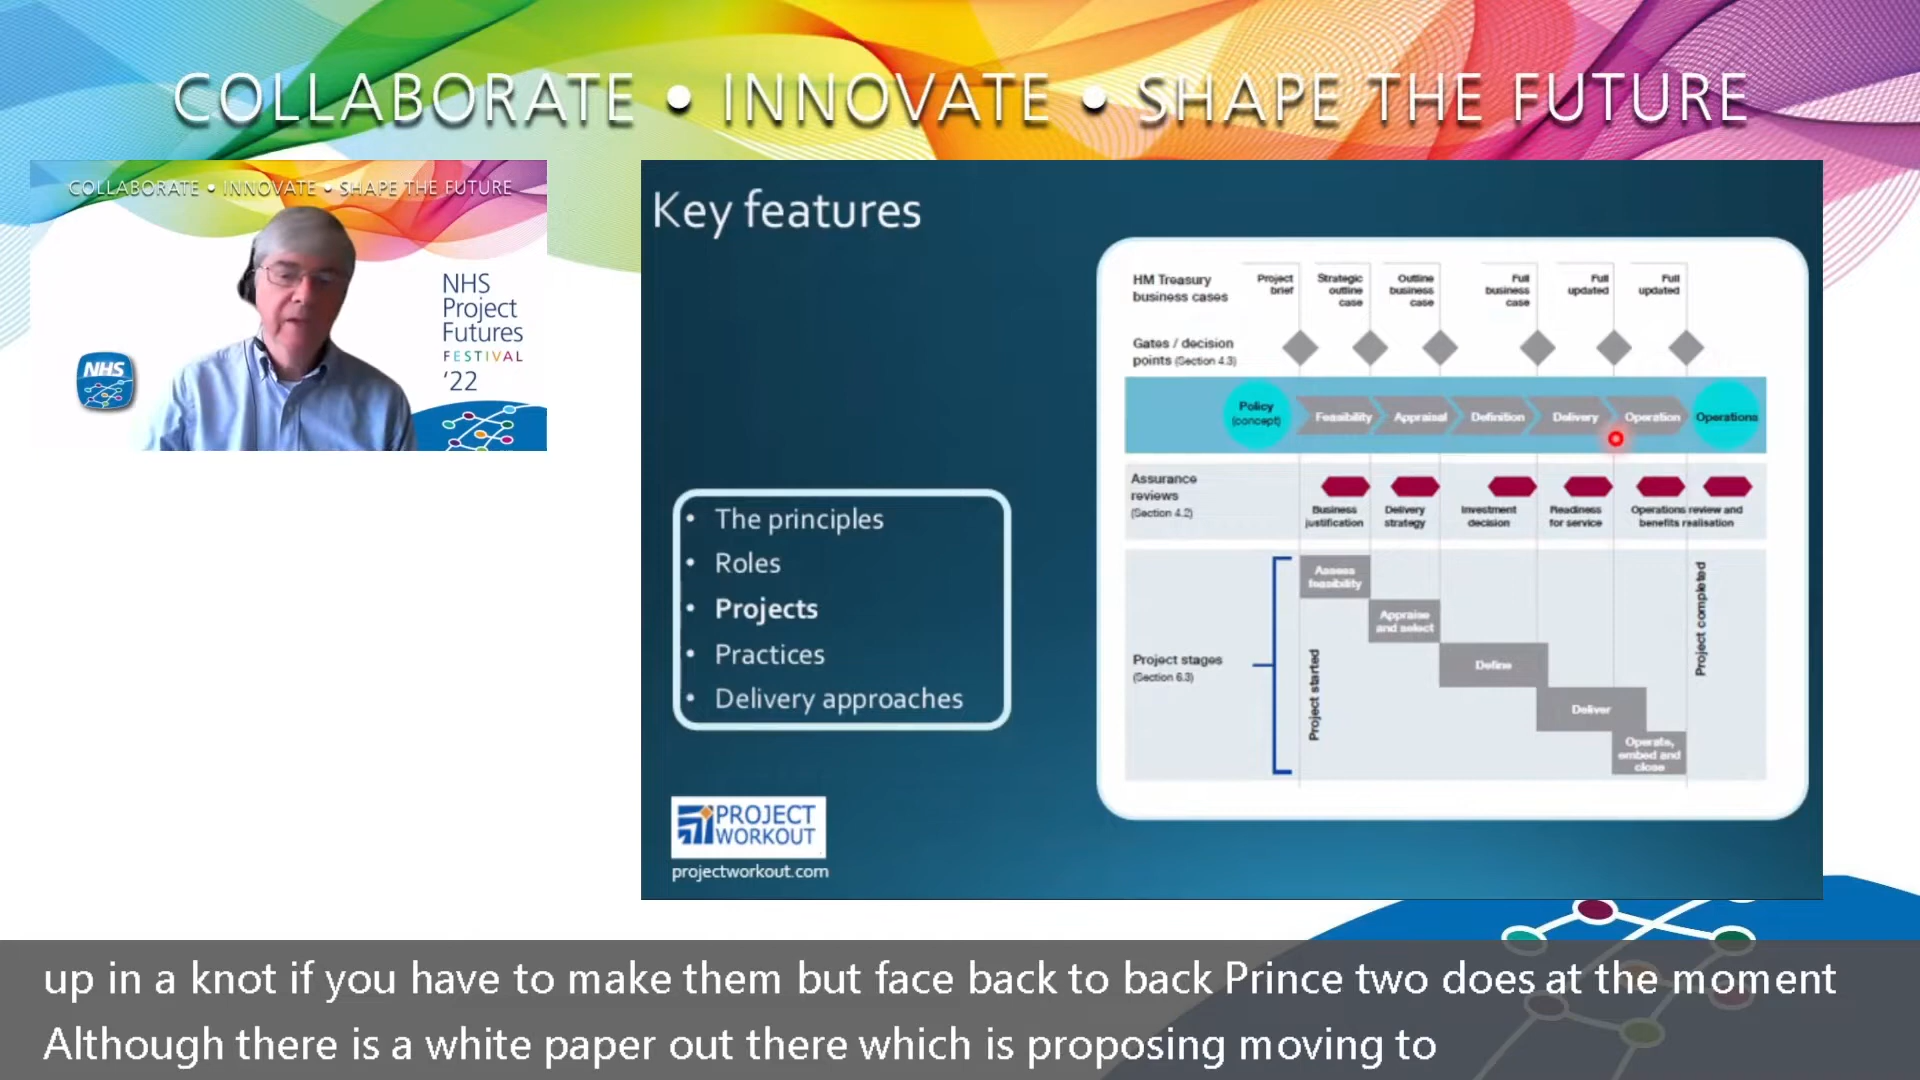 COLLABORATE • INNOVATE • SHAPE THE FUTURE
COLLABORATE • INNOVATE • SHAPE THE FUTURE
NHS
Project
Futures
FESTIVAL
'22
NHS
Key features
• The principles
• Roles
• Projects
• Practices
• Delivery approaches
PROJECT
WORKOUT
projectworkout.com
HM Treasury
business cases
Project
brief
Strategic
outline
case
Outline
business
case
Full
business
case
Full
updated
Full
updated
Gates / decision
points (Section 4.3)
Policy
(concept)
Feasibility
Appraisal
Definition
Delivery
Operation
Operations
Assurance
reviews
(Section 4.2)
Business
justification
Delivery
strategy
Investment
decision
Readiness
for service
Operations review and
benefits realisation
Project stages
(Section 6.3)
Project started
Assess
feasibility
Appraise
and select
Define
Deliver
Operate,
embed and
close
Project completed
up in a knot if you have to make them but face back to back Prince two does at the moment
Although there is a white paper out there which is proposing moving to